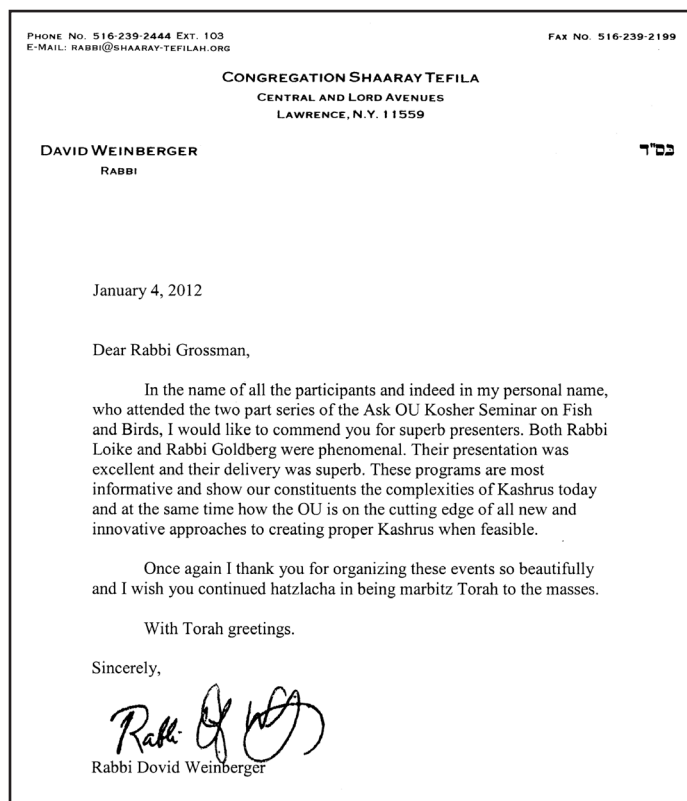 PHONE NO. 516-239-2444 EXT. 103
E-MAIL: RABBI@SHAARAY-TEFILAH.ORG
FAX NO. 516-239-2199
CONGREGATION SHAARAY TEFILA
CENTRAL AND LORD AVENUES
LAWRENCE, N.Y. 11559
DAVID WEINBERGER
RABBI
בס"ד
January 4, 2012
Dear Rabbi Grossman,
In the name of all the participants and indeed in my personal name,
who attended the two part series of the Ask OU Kosher Seminar on Fish
and Birds, I would like to commend you for superb presenters. Both Rabbi
Loike and Rabbi Goldberg were phenomenal. Their presentation was
excellent and their delivery was superb. These programs are most
informative and show our constituents the complexities of Kashrus today
and at the same time how the OU is on the cutting edge of all new and
innovative approaches to creating proper Kashrus when feasible.
Once again I thank you for organizing these events so beautifully
and I wish you continued hatzlacha in being marbitz Torah to the masses.
With Torah greetings.
Sincerely,
Rabbi
Rabbi Dovid Weinberger